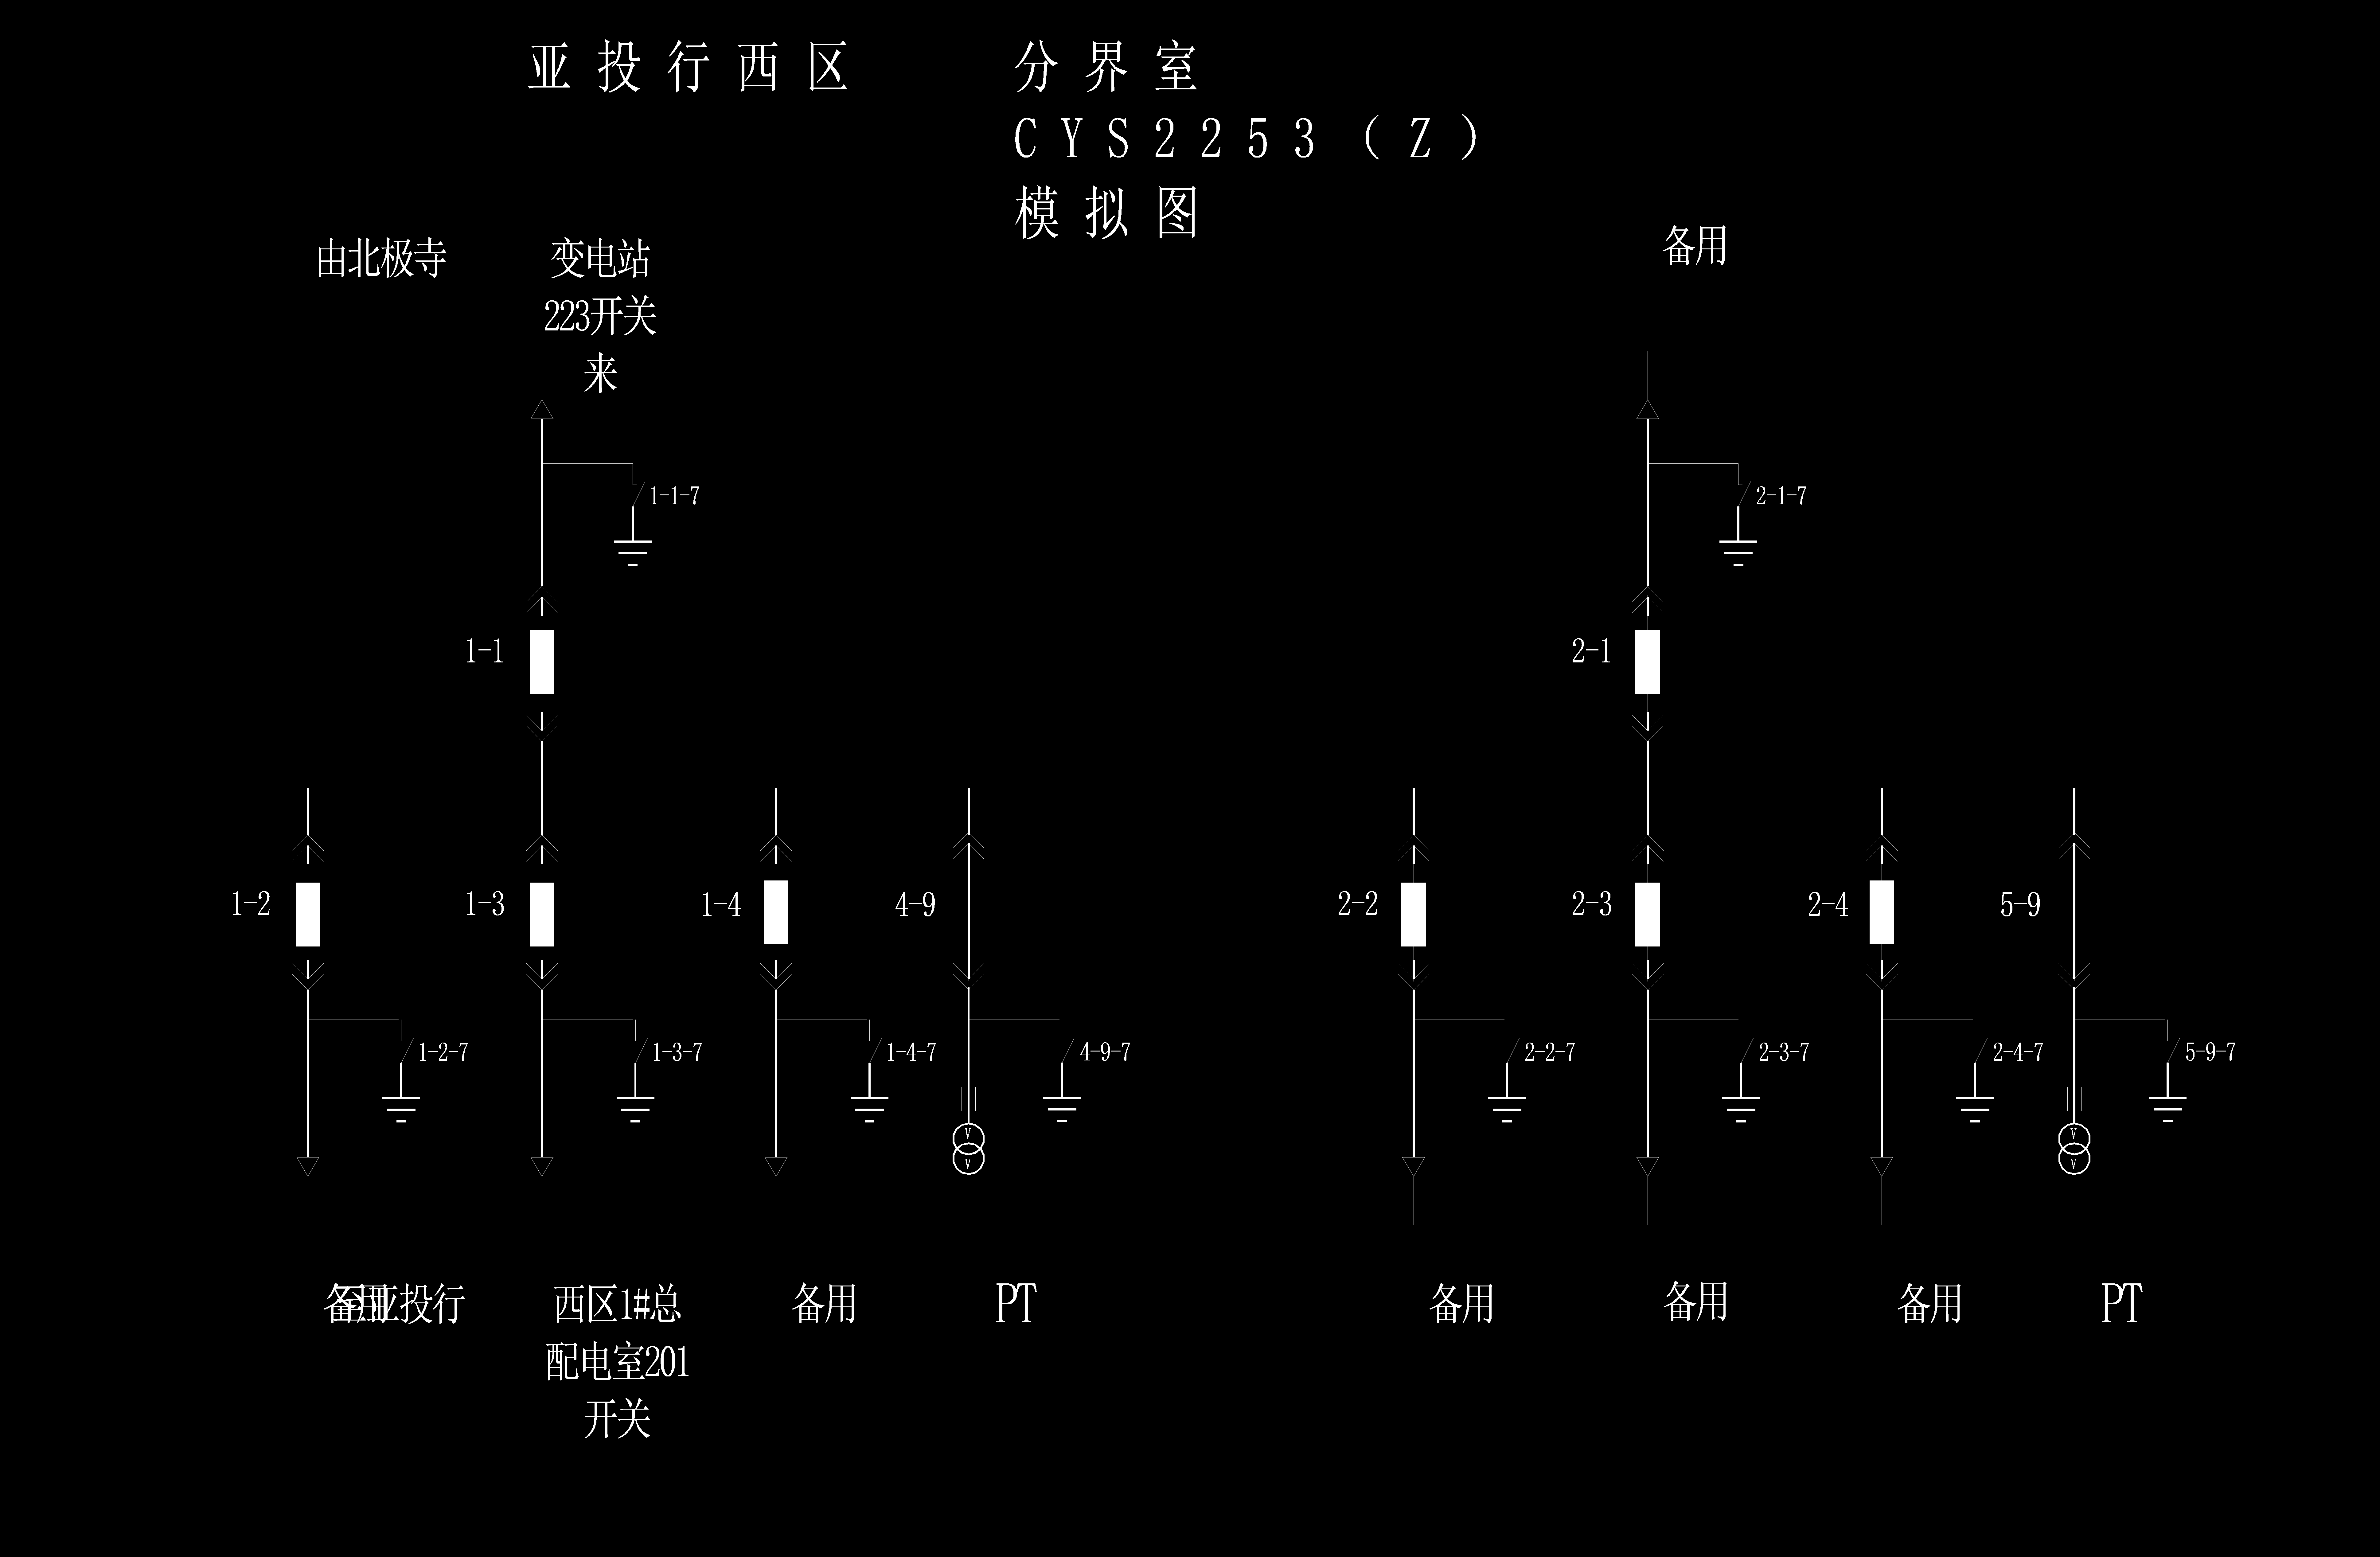 亚投行西区 分界室
CYS2253(Z)
模拟图
由北极寺 变电站
223开关
来
备用
1-1-7
2-1-7
1-1
2-1
1-2
1-3
1-4
4-9
2-2
2-3
2-4
5-9
1-2-7
1-3-7
1-4-7
4-9-7
2-2-7
2-3-7
2-4-7
5-9-7
V
V
V
V
备用
亚投行 西区1#总
配电室201
开关
备用
PT
备用
备用
备用
PT